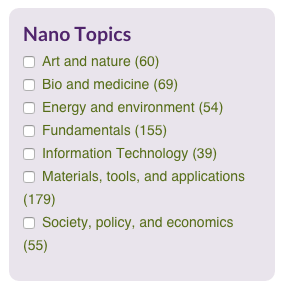 Nano Topics
Art and nature (60)
Bio and medicine (69)
Energy and environment (54)
Fundamentals (155)
Information Technology (39)
Materials, tools, and applications
(179)
Society, policy, and economics
(55)